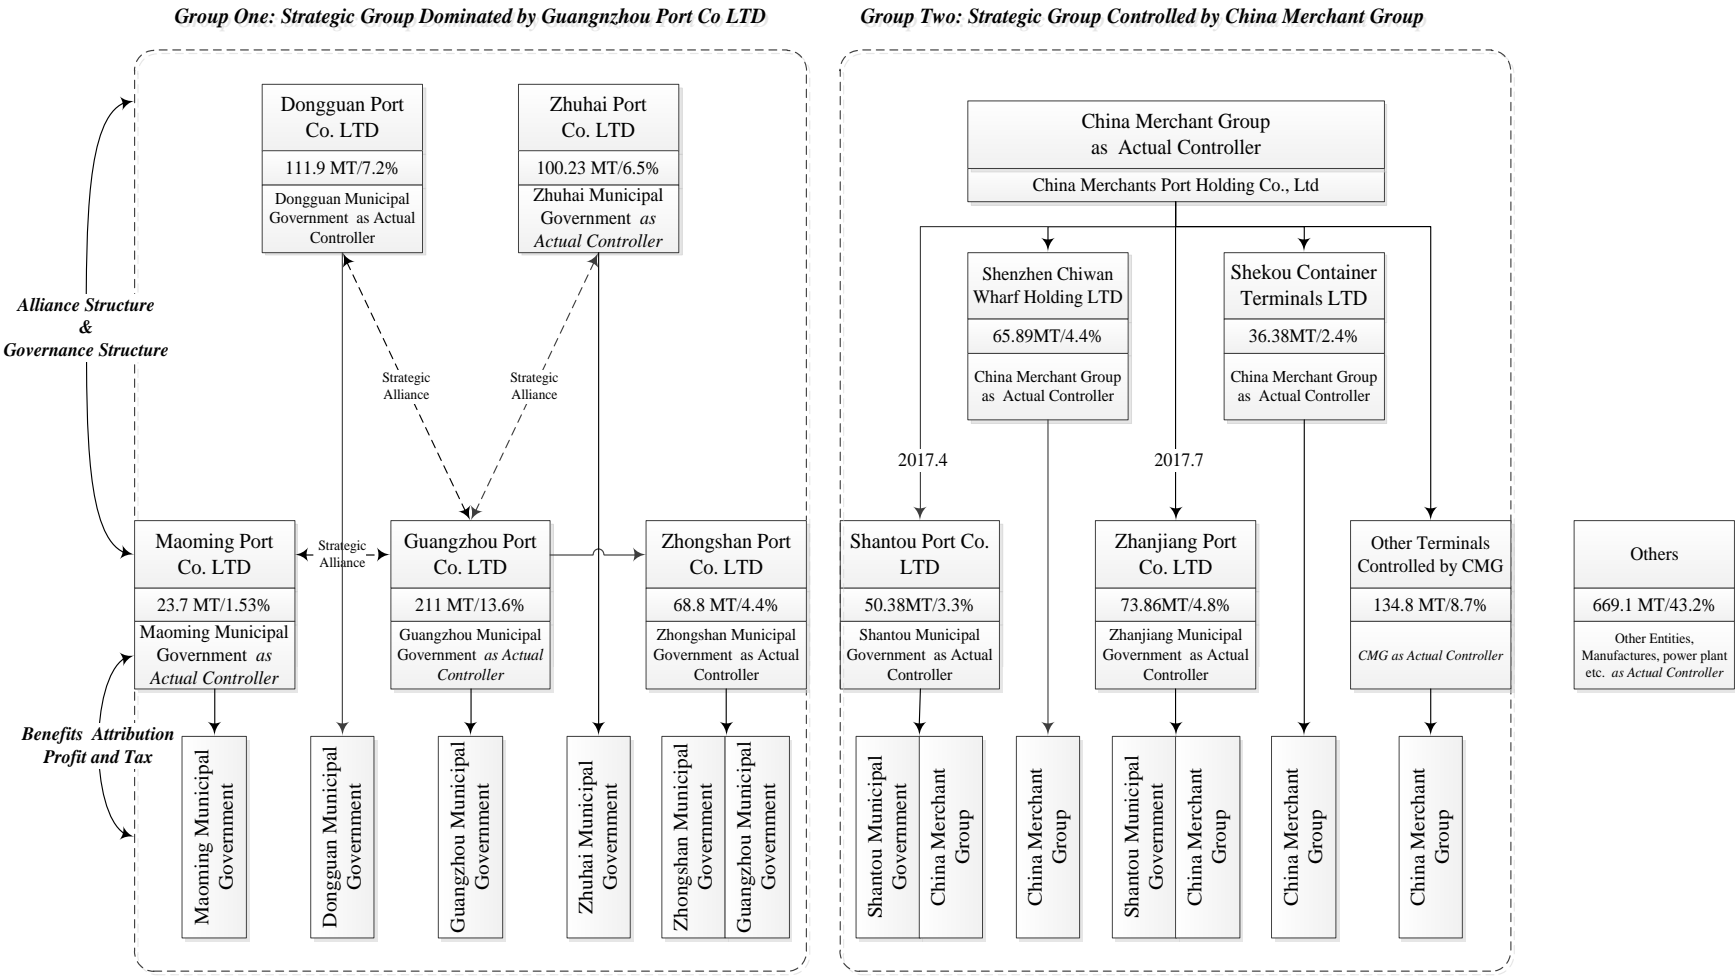 Group One: Strategic Group Dominated by Guangnzhou Port Co LTD
Group Two: Strategic Group Controlled by China Merchant Group
Alliance Structure
&
Governance Structure
Dongguan Port
Co. LTD
111.9 MT/7.2%
Dongguan Municipal
Government as Actual
Controller
Zhuhai Port
Co. LTD
100.23 MT/6.5%
Zhuhai Municipal
Government as
Actual Controller
Strategic
Alliance
Strategic
Alliance
Maoming Port
Co. LTD
23.7 MT/1.53%
Maoming Municipal
Government as
Actual Controller
Strategic
Alliance
Guangzhou Port
Co. LTD
211 MT/13.6%
Guangzhou Municipal
Government as Actual
Controller
Zhongshan Port
Co. LTD
68.8 MT/4.4%
Zhongshan Municipal
Government as Actual
Controller
China Merchant Group
as Actual Controller
China Merchants Port Holding Co., Ltd
Shenzhen Chiwan
Wharf Holding LTD
65.89MT/4.4%
China Merchant Group
as Actual Controller
Shekou Container
Terminals LTD
36.38MT/2.4%
China Merchant Group
as Actual Controller
2017.4
2017.7
Shantou Port Co.
LTD
50.38MT/3.3%
Shantou Municipal
Government as Actual
Controller
Zhanjiang Port
Co. LTD
73.86MT/4.8%
Zhanjiang Municipal
Government as Actual
Controller
Other Terminals
Controlled by CMG
134.8 MT/8.7%
CMG as Actual Controller
Others
669.1 MT/43.2%
Other Entities,
Manufactures, power plant
etc. as Actual Controller
Benefits Attribution
Profit and Tax
Maoming Municipal
Government
Dongguan Municipal
Government
Guangzhou Municipal
Government
Zhuhai Municipal
Government
Zhongshan Municipal
Government
Guangzhou Municipal
Government
Shantou Municipal
Government
China Merchant
Group
China Merchant
Group
Shantou Municipal
Government
China Merchant
Group
China Merchant
Group
China Merchant
Group